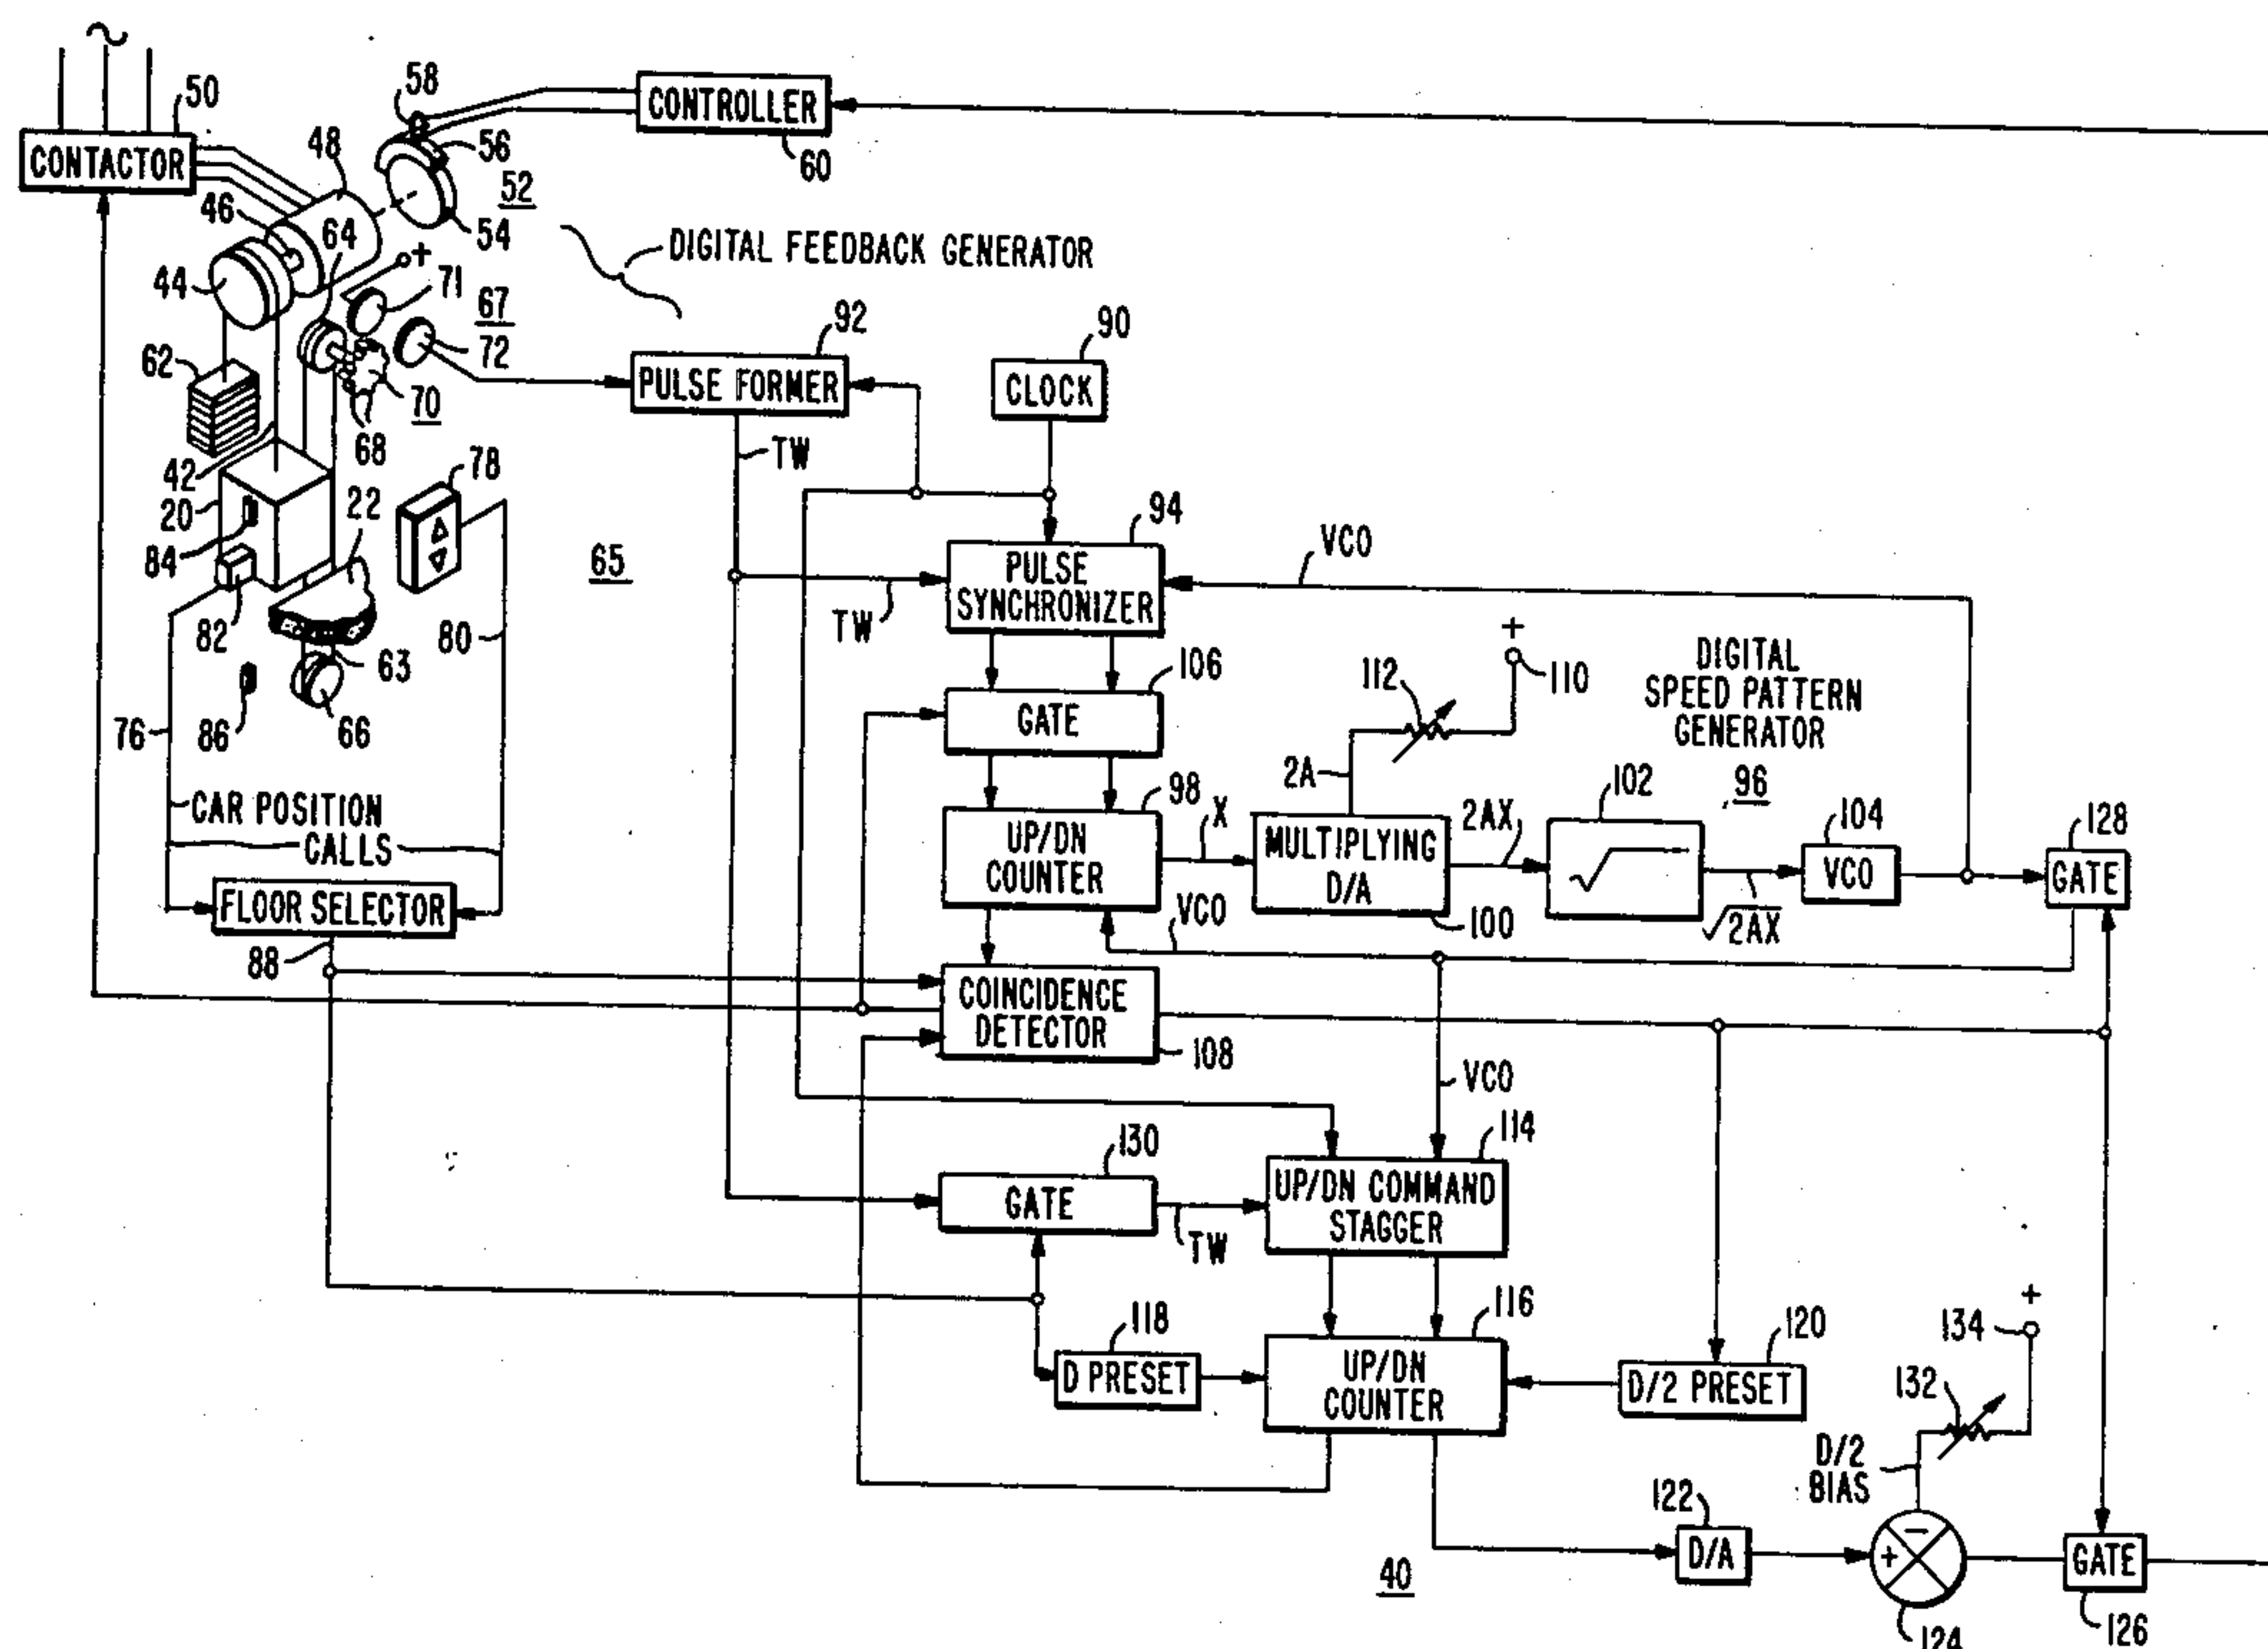 ~
50
CONTACTOR
58
CONTROLLER
60
48
56
52
54
46
64
+
44
71
67
72
DIGITAL FEEDBACK GENERATOR
62
70
68
92
PULSE FORMER
90
CLOCK
TW
42
20
84
22
78
82
63
80
65
76
86
66
94
PULSE
SYNCHRONIZER
TW
VCO
106
GATE
112
+
110
DIGITAL
SPEED PATTERN
GENERATOR
96
2A
98
UP/DN
COUNTER
X
MULTIPLYING
D/A
100
2AX
102
√
√2AX
104
VCO
128
GATE
CAR POSITION
CALLS
FLOOR SELECTOR
88
VCO
COINCIDENCE
DETECTOR
108
VCO
130
GATE
TW
114
UP/DN COMMAND
STAGGER
118
D PRESET
116
UP/DN
COUNTER
120
D/2 PRESET
+
134
132
D/2
BIAS
122
D/A
40
−
+
124
GATE
126